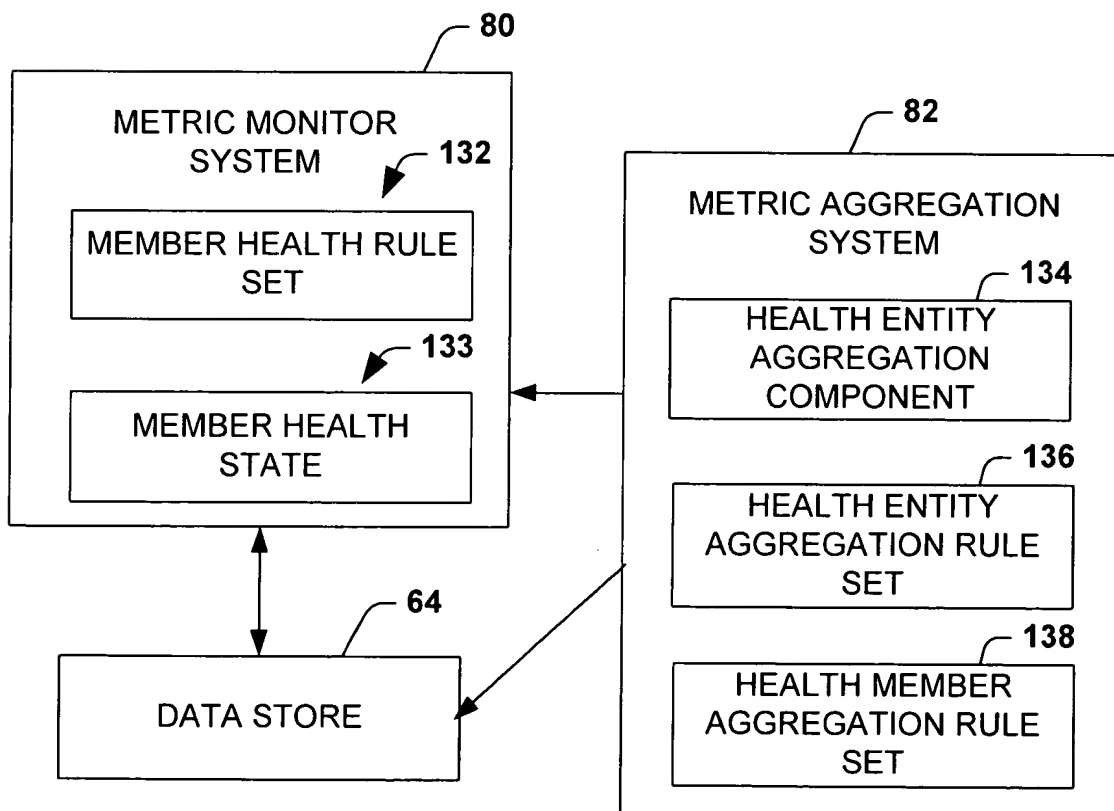 80
METRIC MONITOR
SYSTEM
132
MEMBER HEALTH RULE
SET
133
MEMBER HEALTH
STATE
64
DATA STORE
82
METRIC AGGREGATION
SYSTEM
134
HEALTH ENTITY
AGGREGATION
COMPONENT
136
HEALTH ENTITY
AGGREGATION RULE
SET
138
HEALTH MEMBER
AGGREGATION RULE
SET